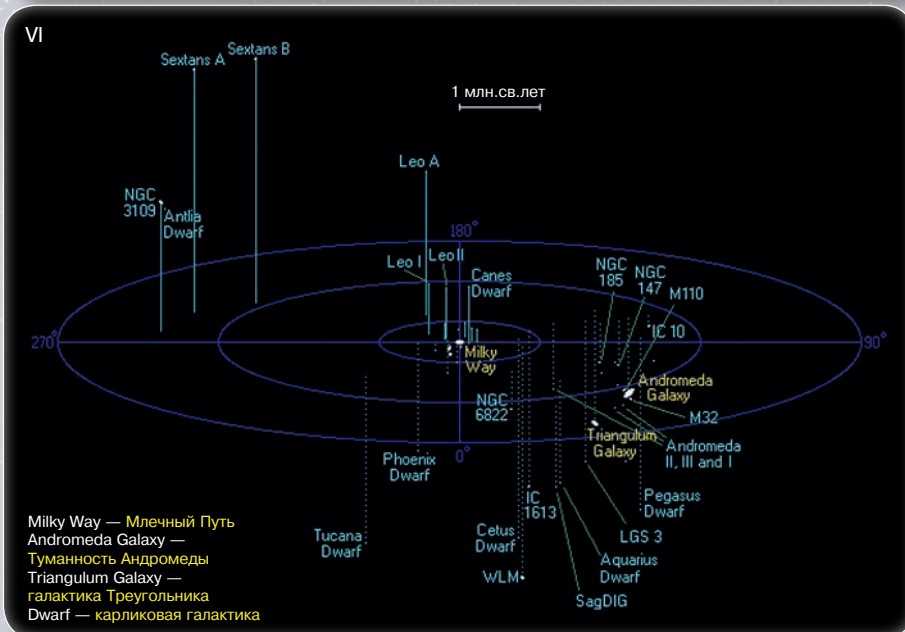 VI
Sextans A
Sextans B
1 млн.св.лет
Leo A
NGC
3109
Antlia
Dwarf
180°
Leo I
Leo II
Canes
Dwarf
NGC
185
NGC
147
M110
IC 10
270°
90°
Milky
Way
Andromeda
Galaxy
M32
NGC
6822
Triangulum
Galaxy
Andromeda
II, III and I
0°
Phoenix
Dwarf
Pegasus
Dwarf
IC
1613
LGS 3
Tucana
Dwarf
Cetus
Dwarf
Aquarius
Dwarf
WLM
SagDIG
Milky Way — Млечный Путь
Andromeda Galaxy —
Туманность Андромеды
Triangulum Galaxy —
галактика Треугольника
Dwarf — карликовая галактика